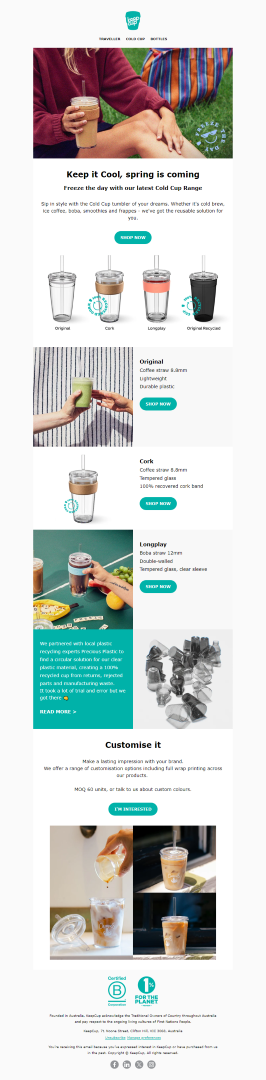 keep
cup
TRAVELLER COLD CUP BOTTLES
Keep it Cool, spring is coming
Freeze the day with our latest Cold Cup Range
Sip in style with the Cold Cup tumbler of your dreams. Whether it's cold brew,
ice coffee, boba, smoothies and frappes - we've got the reusable solution for
you.
SHOP NOW
Original Cork Longplay Original Recycled
Original
Coffee straw 8.8mm
Lightweight
Durable plastic
SHOP NOW
Cork
Coffee straw 8.8mm
Tempered glass
100% recovered cork band
SHOP NOW
Longplay
Boba straw 12mm
Double-walled
Tempered glass, clear sleeve
SHOP NOW
We partnered with local plastic
recycling experts Precious Plastic to
find a circular solution for our clear
plastic material, creating a 100%
recycled cup from returns, rejected
parts and manufacturing waste.
It took a lot of trial and error but we
got there
READ MORE >
Customise it
Make a lasting impression with your brand.
We offer a range of customisation options including full wrap printing across
our products.
MOQ 60 units, or talk to us about custom colours.
I'M INTERESTED
Certified
B
Corporation
1%
FOR THE
PLANET
Founded in Australia, KeepCup acknowledge the Traditional Owners of Country throughout Australia
and pay respect to the ongoing living cultures of First Nations People.
KeepCup, 71 Noone Street, Clifton Hill, VIC 3068, Australia
Unsubscribe Manage preferences
You're receiving this email because you've expressed interest in KeepCup or have purchased from us
in the past. Copyright © KeepCup, All rights reserved.